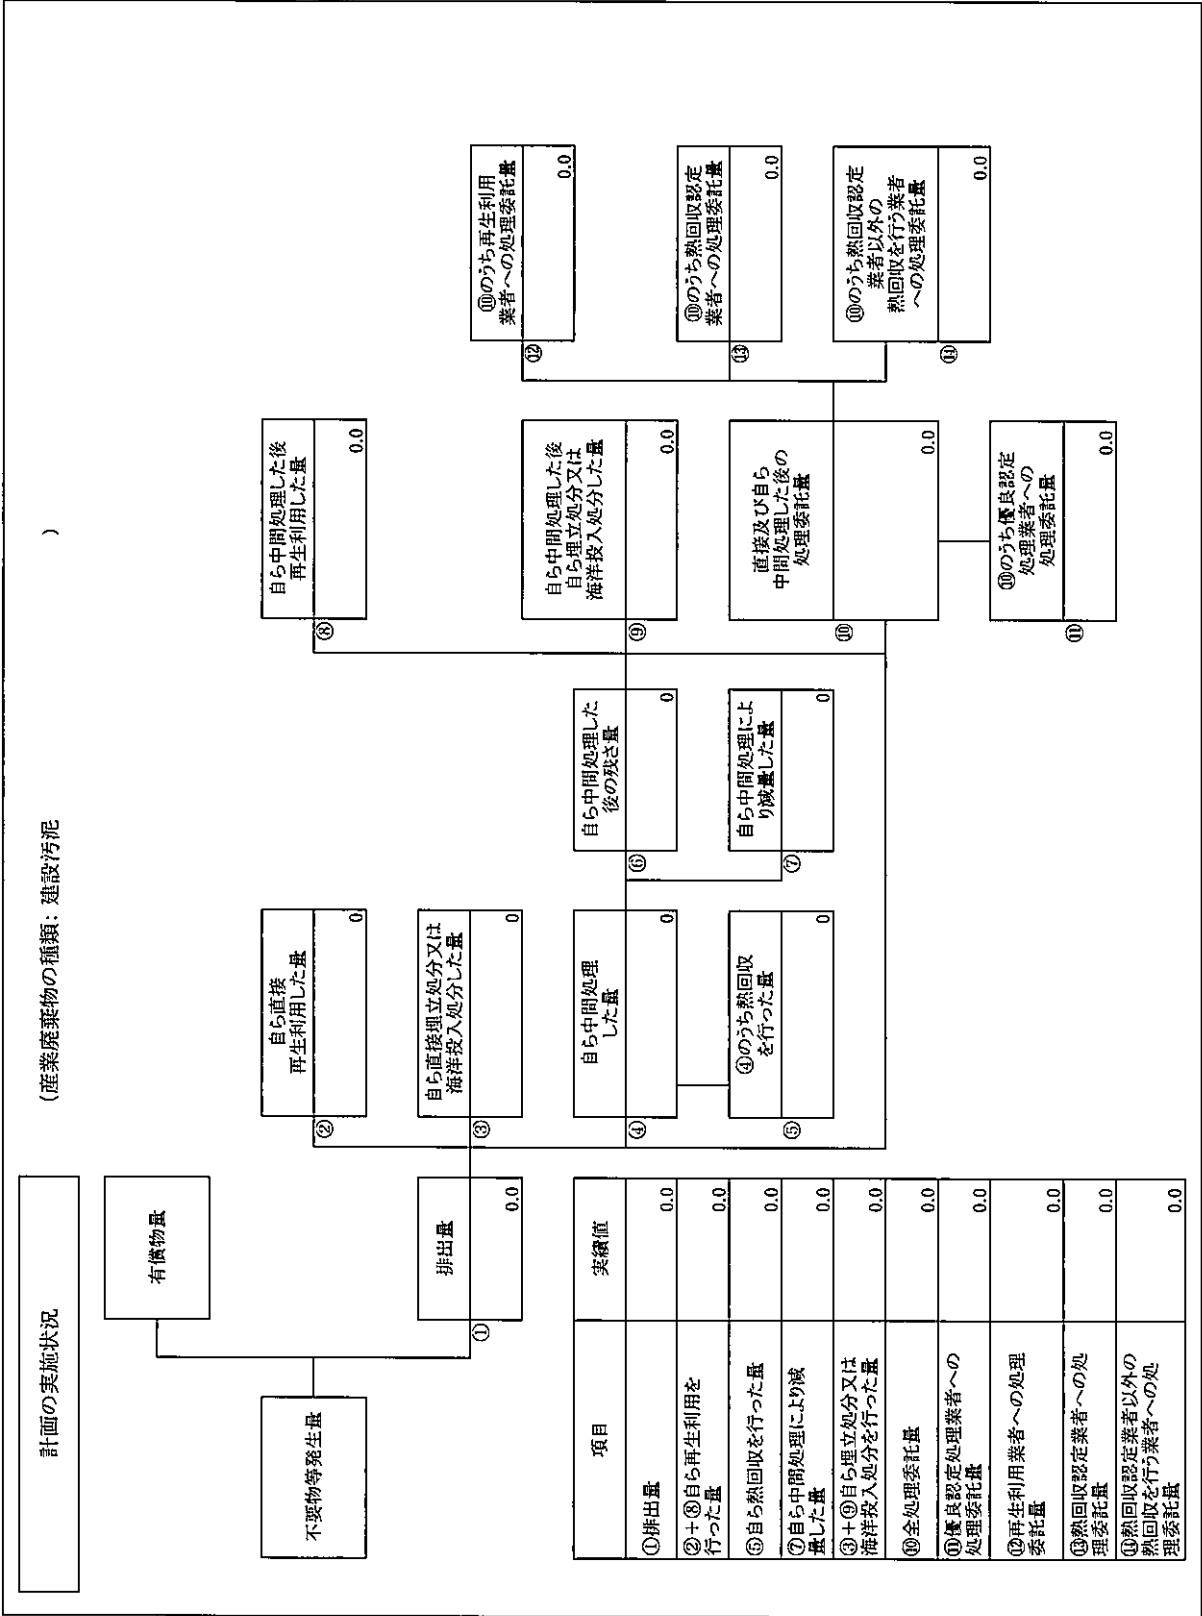 計画の実施状況
(産業廃棄物の種類: 建設汚泥 )
不要物等発生量
有償物量
①
排出量
0.0
②
自ら直接
再生利用した量
0
③
自ら直接埋立処分又は
海洋投入処分した量
0
④
自ら中間処理
した量
0
⑤
④のうち熱回収
を行った量
0
⑥
自ら中間処理した
後の残さ量
0
⑦
自ら中間処理によ
り減量した量
0
⑧
自ら中間処理した後
再生利用した量
0.0
⑨
自ら中間処理した後
自ら埋立処分又は
海洋投入処分した量
0.0
⑩
直接及び自ら
中間処理した後の
処理委託量
0.0
⑪
⑩のうち優良認定
処理業者への
処理委託量
0.0
⑫
⑩のうち再生利用
業者への処理委託量
0.0
⑬
⑩のうち熱回収認定
業者への処理委託量
0.0
⑭
⑩のうち熱回収認定
業者以外の
熱回収を行う業者
への処理委託量
0.0
項目 実績値
①排出量 0.0
②+⑧自ら再生利用を
行った量 0.0
⑤自ら熱回収を行った量 0.0
⑦自ら中間処理により減
量した量 0.0
③+⑨自ら埋立処分又は
海洋投入処分を行った量 0.0
⑩全処理委託量 0.0
⑪優良認定処理業者への
処理委託量 0.0
⑫再生利用業者への処理
委託量 0.0
⑬熱回収認定業者への処
理委託量 0.0
⑭熱回収認定業者以外の
熱回収を行う業者への処
理委託量 0.0